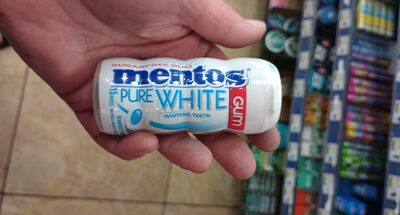 SUGARFREE GUM
mentos
PURE WHITE
GUM
WHITENS TEETH